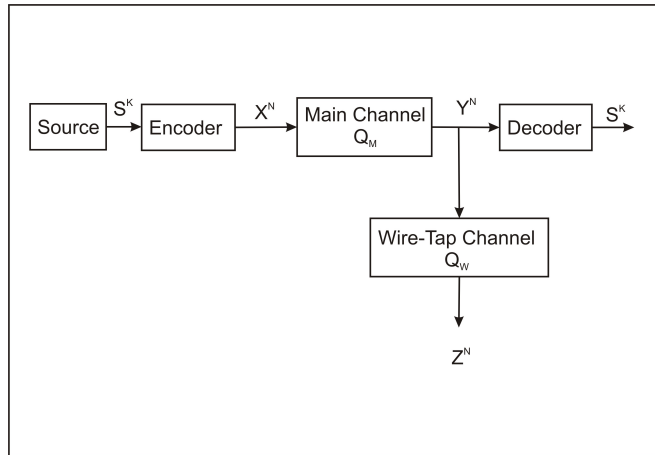 S^K
X^N
Y^N
S^K
Source
Encoder
Main Channel
Q_M
Decoder
Wire-Tap Channel
Q_W
Z^N